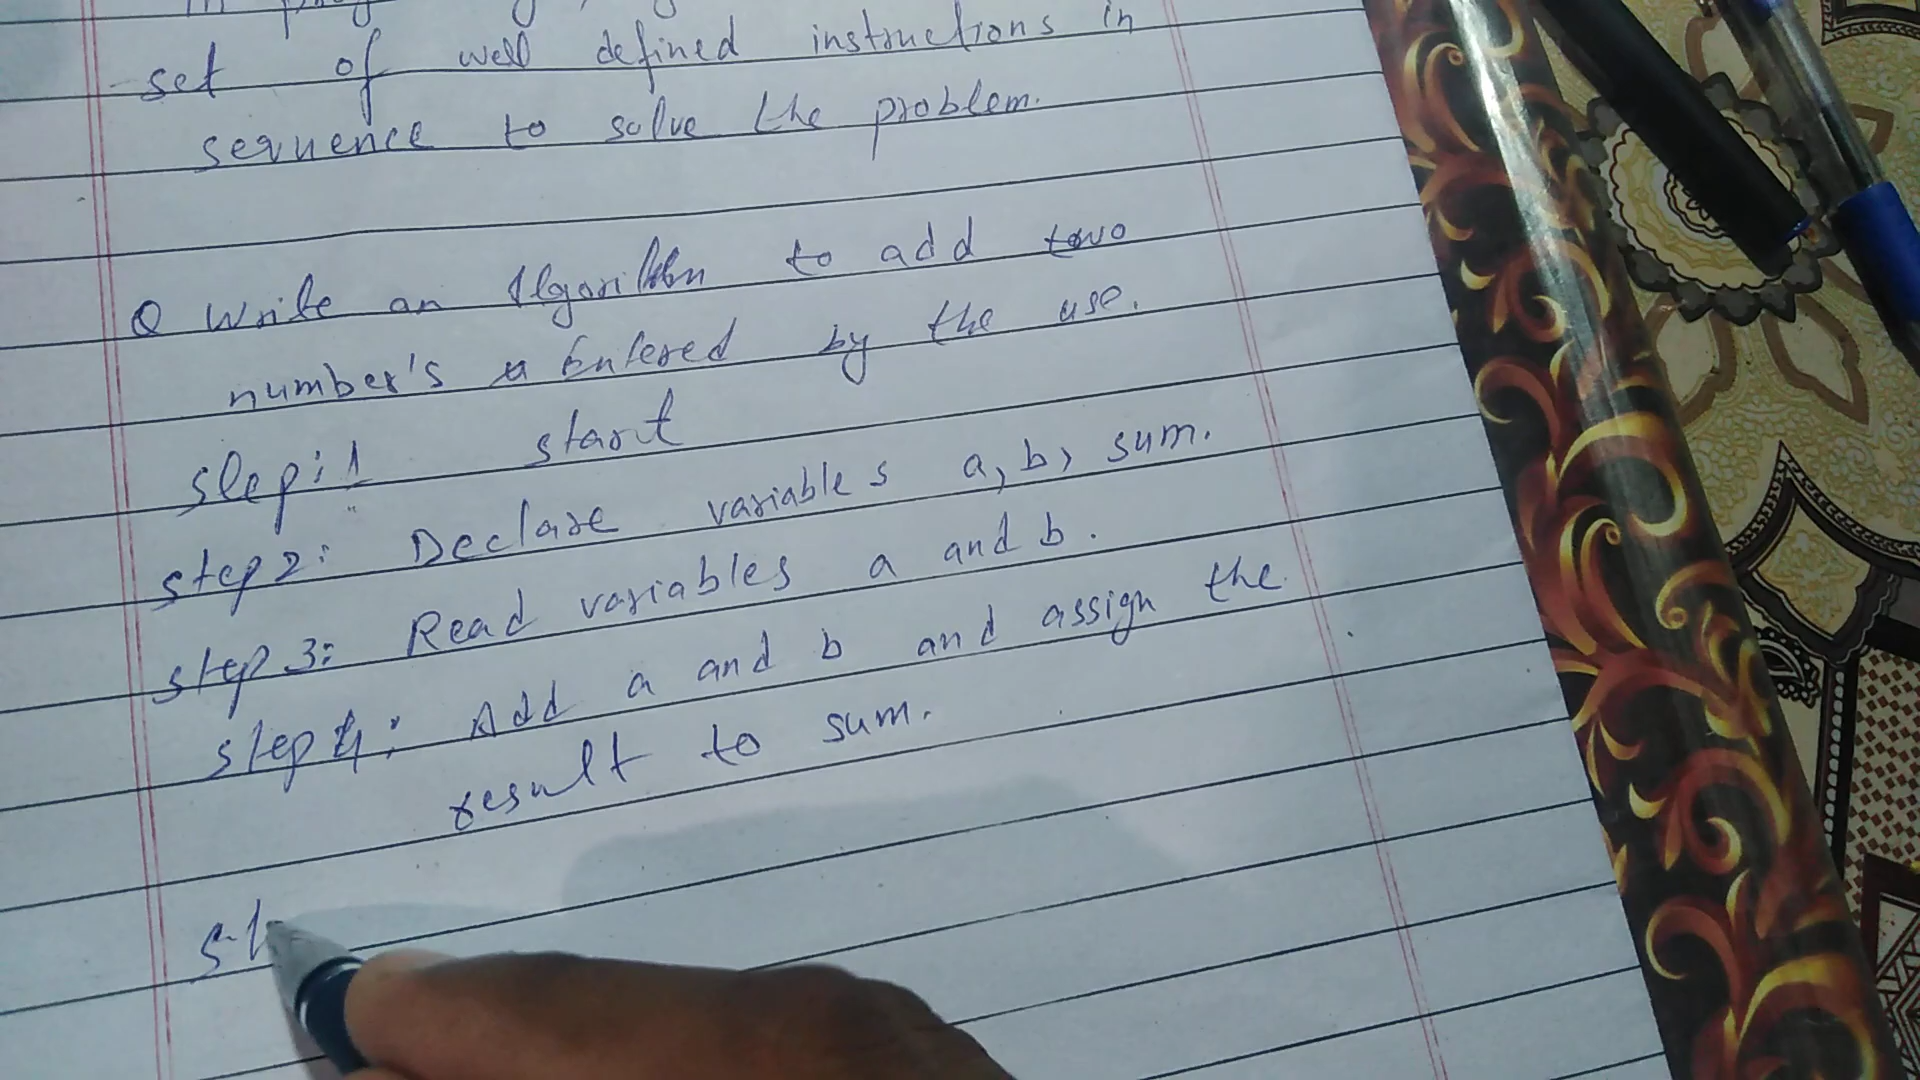 set of well defined instructions in
sequence to solve the problem.
Q Write an Algorithm to add two
number's Entered by the use.
step:1 start
step2: Declare variables a, b, sum.
step 3: Read variables a and b.
step 4: Add a and b and assign the
result to sum.
st